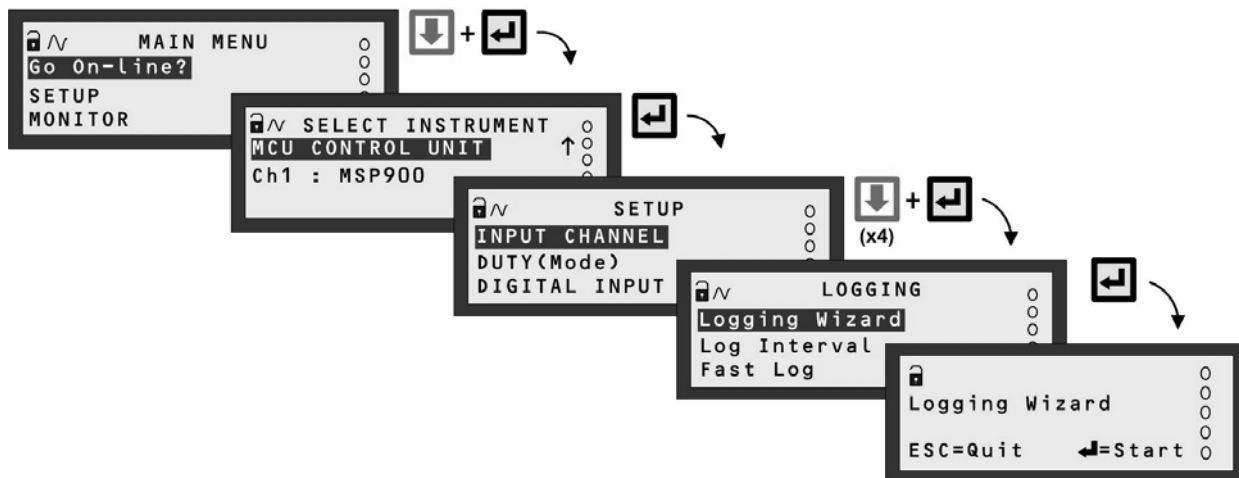 MAIN MENU
Go On-line?
SETUP
MONITOR
+
SELECT INSTRUMENT
MCU CONTROL UNIT
Ch1 : MSP900
SETUP
INPUT CHANNEL
DUTY(Mode)
DIGITAL INPUT
+
(x4)
LOGGING
Logging Wizard
Log Interval
Fast Log
Logging Wizard
ESC=Quit ↵=Start